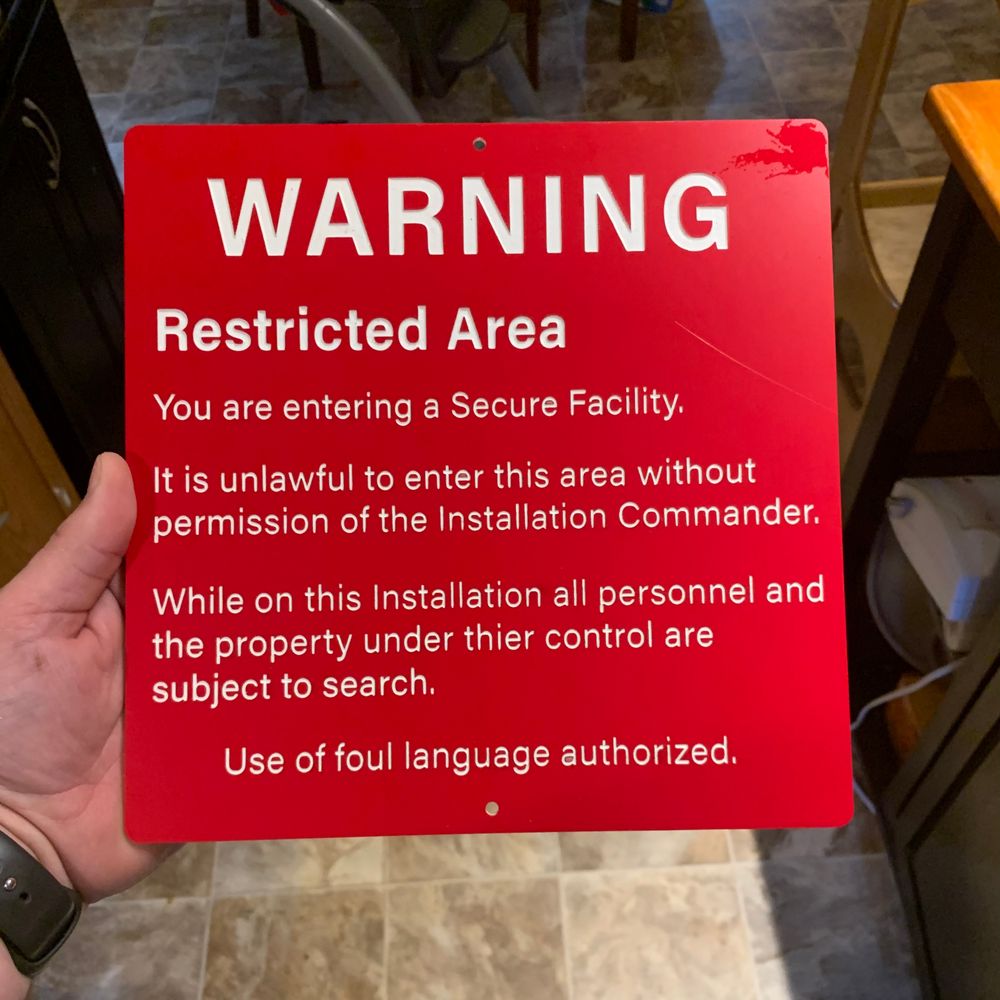 WARNING
Restricted Area
You are entering a Secure Facility.
It is unlawful to enter this area without
permission of the Installation Commander.
While on this Installation all personnel and
the property under thier control are
subject to search.
Use of foul language authorized.